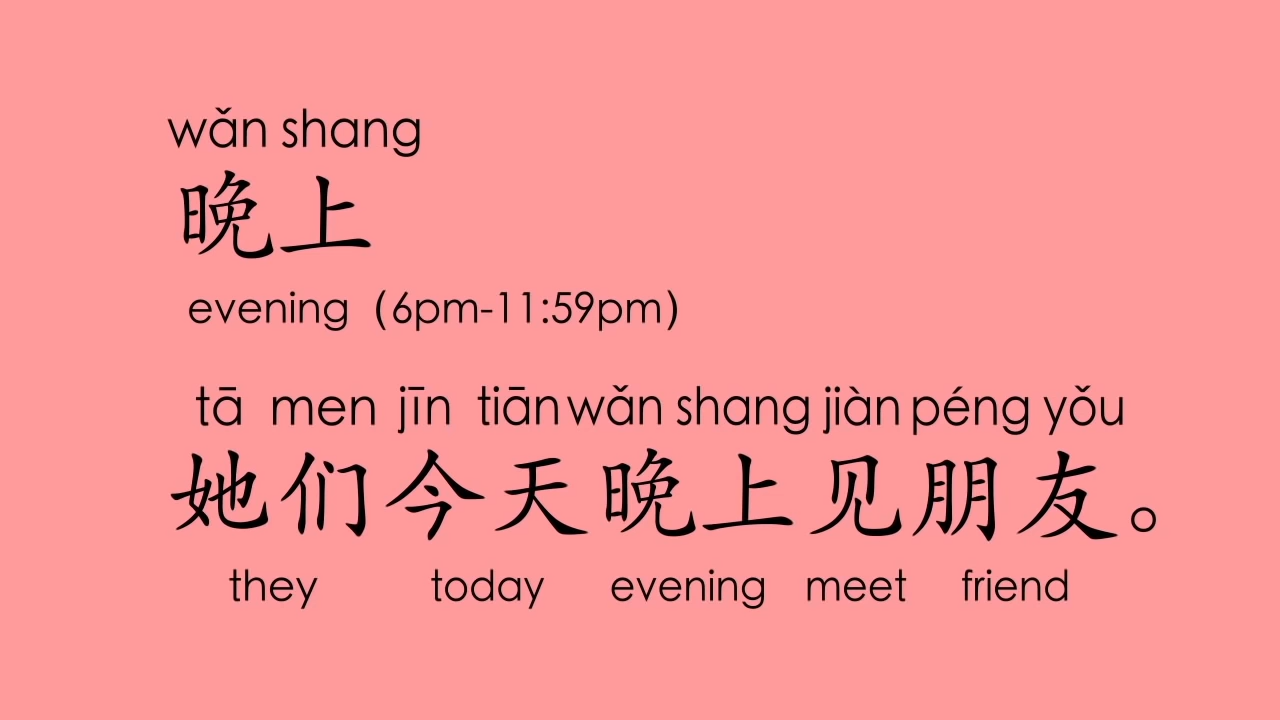 wǎn shang
晚上
evening（6pm-11:59pm）
tā men jīn tiān wǎn shang jiàn péng yǒu
她们今天晚上见朋友。
they today evening meet friend